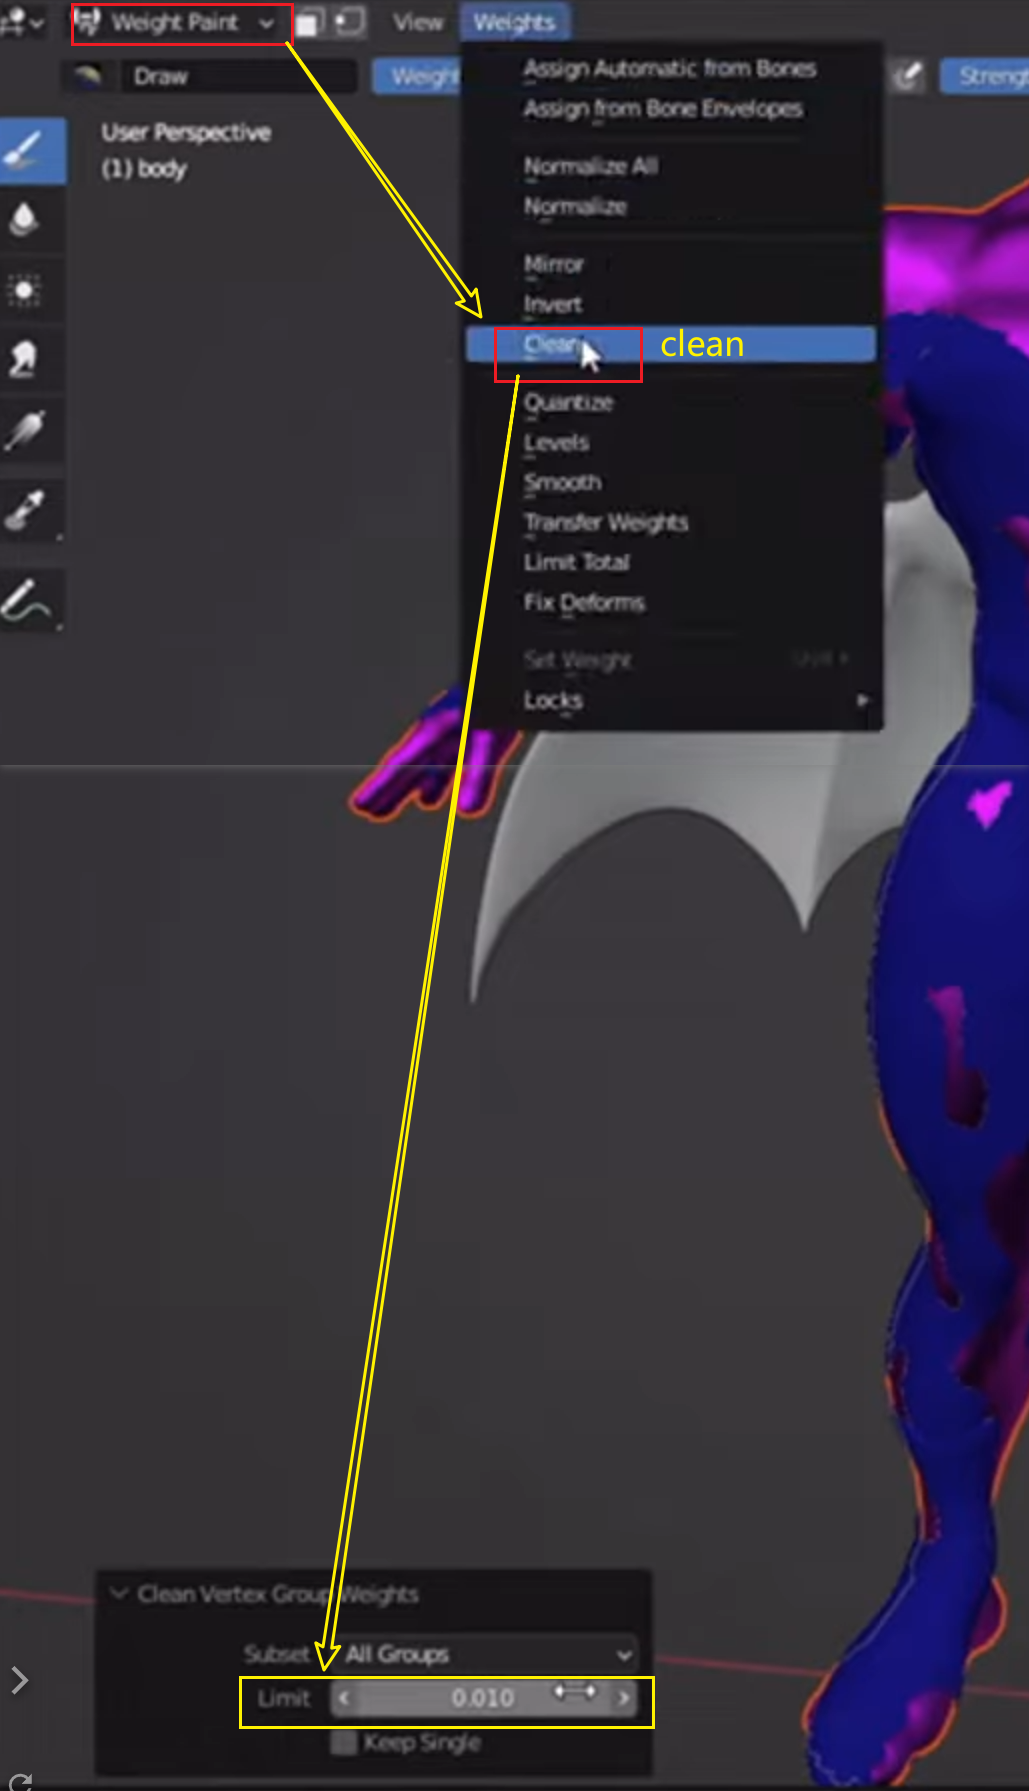 Weight Paint
View
Weights
Draw
Weight
Strengt
User Perspective
(1) body
Assign Automatic from Bones
Assign from Bone Envelopes
Normalize All
Normalize
Mirror
Invert
Clean
clean
Quantize
Levels
Smooth
Transfer Weights
Limit Total
Fix Deforms
Set Weight
Locks
Clean Vertex Group Weights
Subset All Groups
Limit 0.010
Keep Single